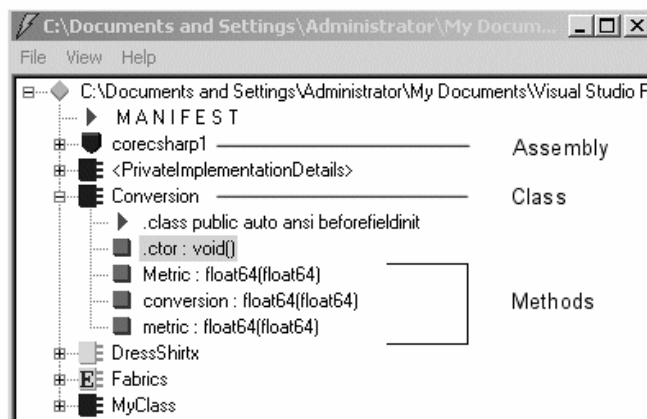 C:\Documents and Settings\Administrator\My Docum...
File View Help
C:\Documents and Settings\Administrator\My Documents\Visual Studio P
MANIFEST
corecsharp1 Assembly
<PrivateImplementationDetails>
Conversion Class
.class public auto ansi beforefieldinit
.ctor : void()
Metric : float64(float64)
conversion : float64(float64) Methods
metric : float64(float64)
DressShirtx
E Fabrics
MyClass